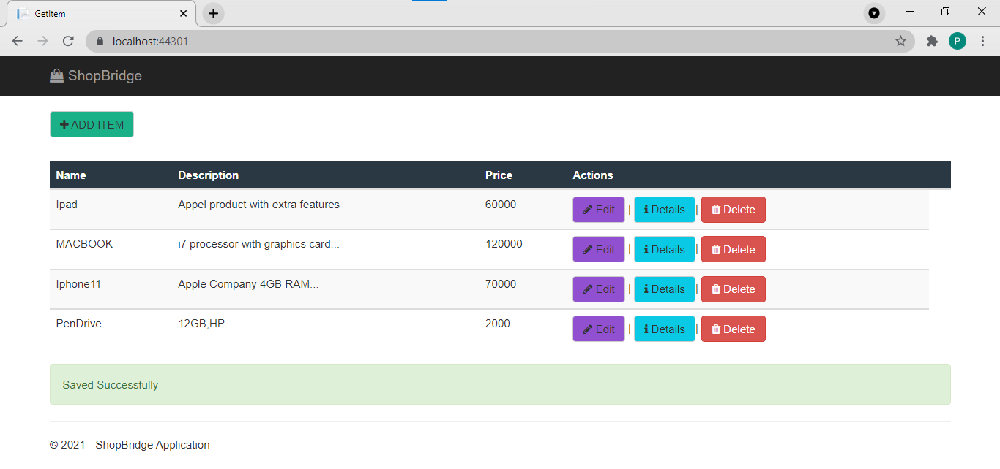 GetItem
localhost:44301
P
ShopBridge
ADD ITEM
Name Description Price Actions
Ipad Appel product with extra features 60000 Edit | Details | Delete
MACBOOK i7 processor with graphics card... 120000 Edit | Details | Delete
Iphone11 Apple Company 4GB RAM... 70000 Edit | Details | Delete
PenDrive 12GB,HP. 2000 Edit | Details | Delete
Saved Successfully
© 2021 - ShopBridge Application